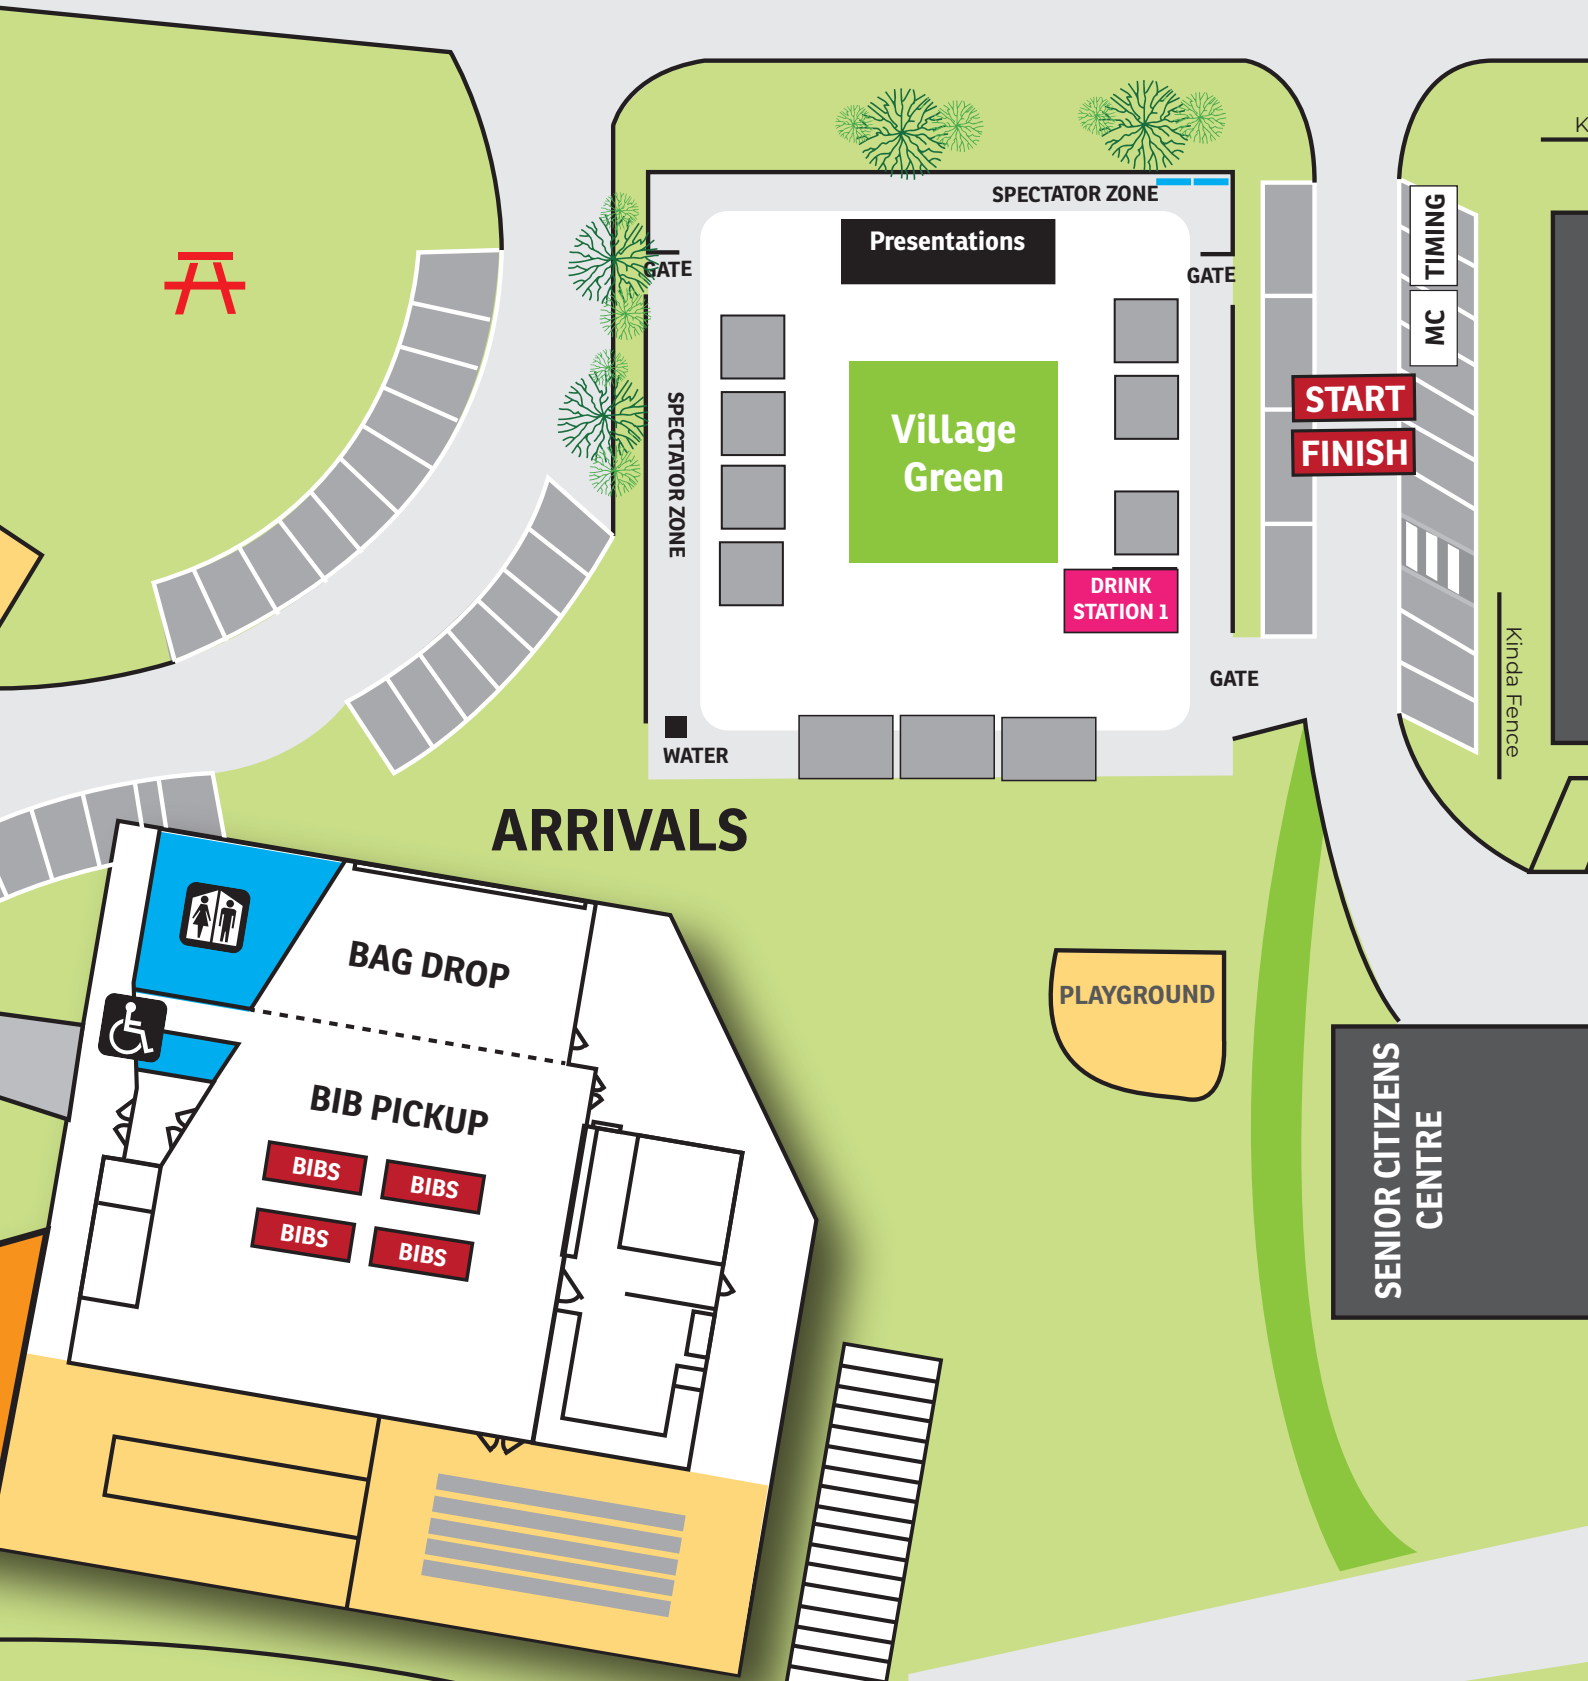 K
SPECTATOR ZONE
Presentations
GATE
GATE
TIMING
MC
START
FINISH
SPECTATOR ZONE
Village
Green
DRINK
STATION 1
GATE
Kinda Fence
WATER
ARRIVALS
BAG DROP
PLAYGROUND
BIB PICKUP
BIBS
BIBS
BIBS
BIBS
SENIOR CITIZENS
CENTRE